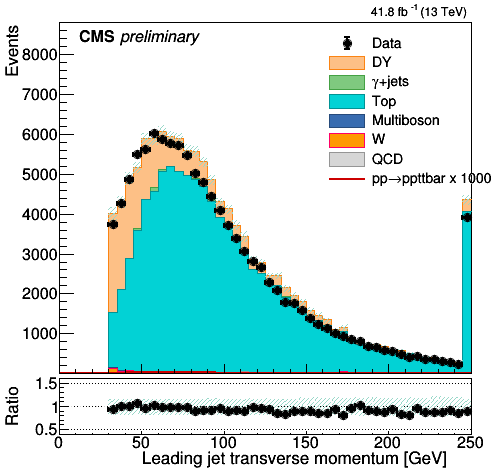 41.8 fb⁻¹ (13 TeV)
CMS preliminary
Events
Data
DY
γ+jets
Top
Multiboson
W
QCD
pp→ppttbar x 1000
8000
7000
6000
5000
4000
3000
2000
1000
Ratio
1.5
1
0.5
0 50 100 150 200 250
Leading jet transverse momentum [GeV]